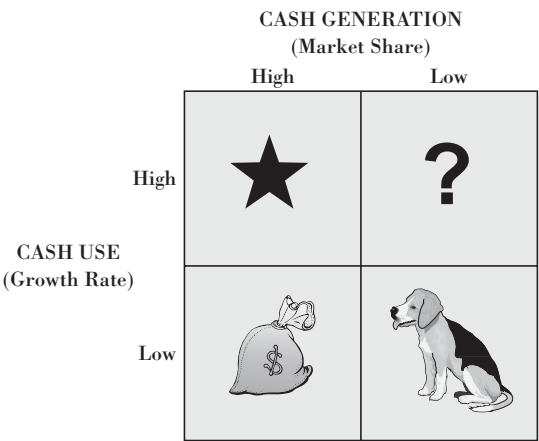 CASH GENERATION
(Market Share)
High Low
High
?
CASH USE
(Growth Rate)
Low
$